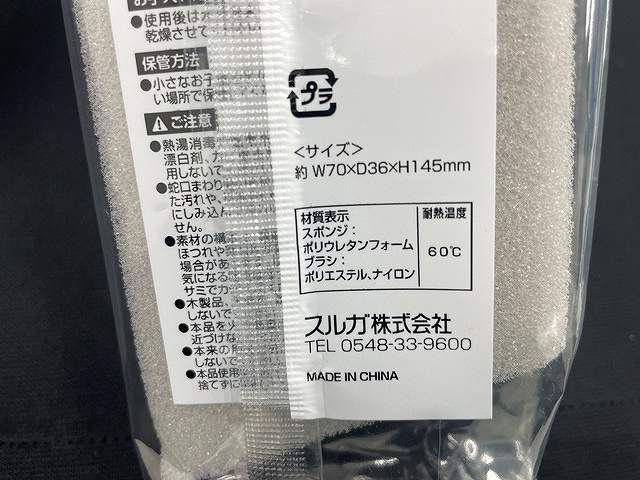 ●使用後は
乾燥させて
保管方法
●小さなお子
い場所で保
⚠ご注意
●熱湯消毒
漂白剤、
用しないで
●蛇口まわり
た汚れや、
にしみ込ん
せん。
●素材の
ほつれや
場合があ
気になる
サミでカ
●木製品、
しないで
●本品を火
近づけな
●本来の
しないで
●本品使用
捨てずに
プラ
<サイズ>
約 W70×D36×H145mm
材質表示
スポンジ:
ポリウレタンフォーム
ブラシ:
ポリエステル、ナイロン
耐熱温度
60℃
スルガ株式会社
TEL 0548-33-9600
MADE IN CHINA